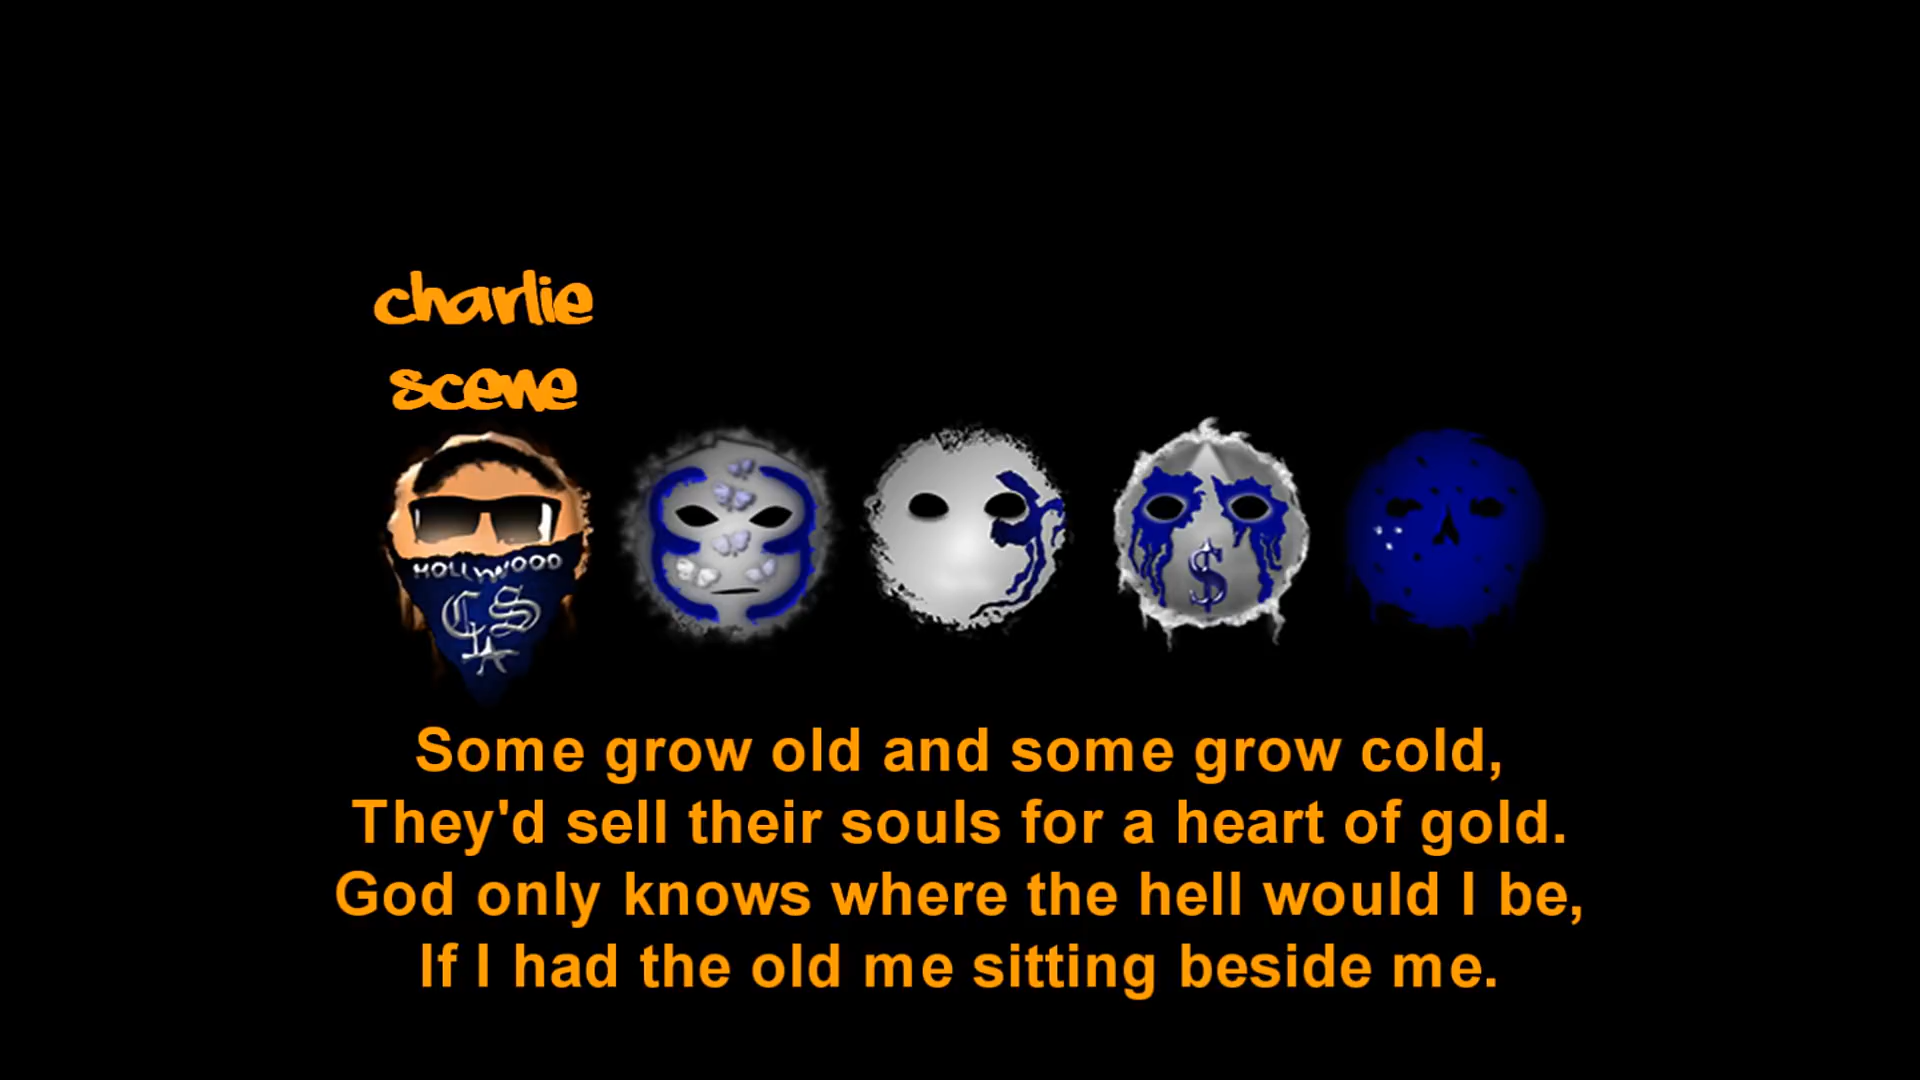 charlie
scene
HOLLYWOOD
CS
LA
$
Some grow old and some grow cold,
They'd sell their souls for a heart of gold.
God only knows where the hell would I be,
If I had the old me sitting beside me.